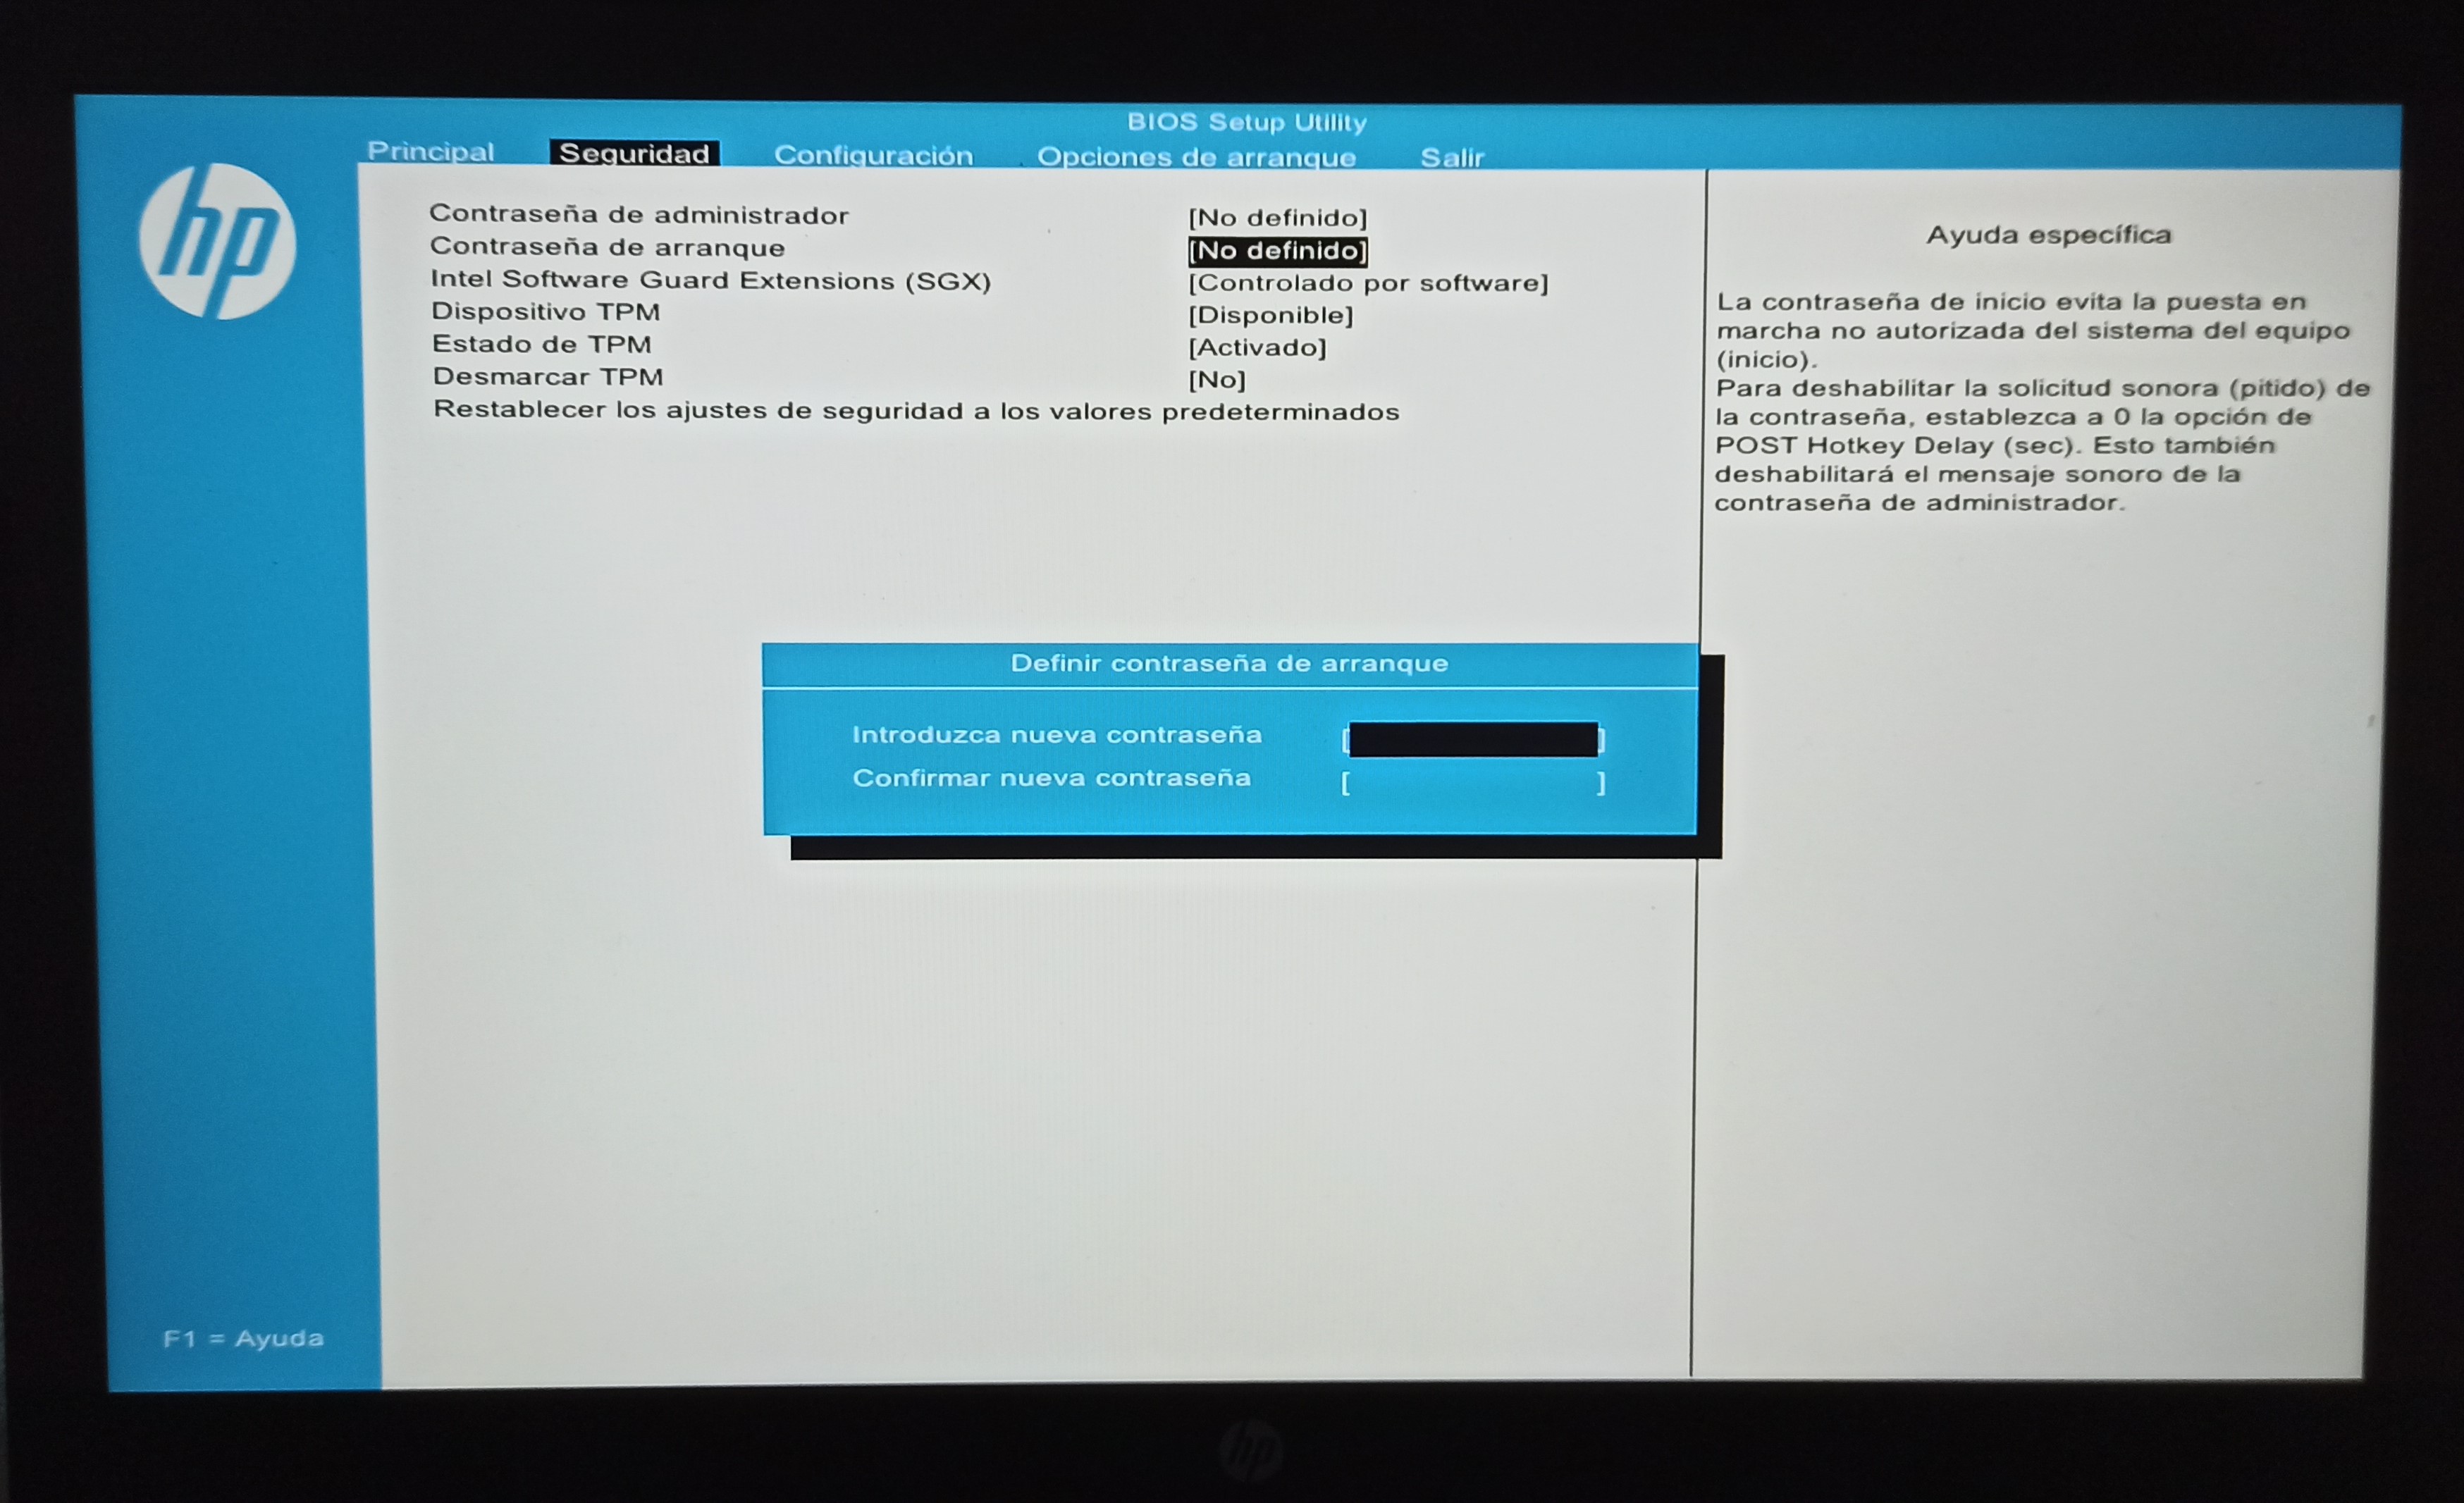 BIOS Setup Utility
Principal Seguridad Configuración Opciones de arranque Salir
hp
Contraseña de administrador [No definido]
Contraseña de arranque [No definido]
Intel Software Guard Extensions (SGX) [Controlado por software]
Dispositivo TPM [Disponible]
Estado de TPM [Activado]
Desmarcar TPM [No]
Restablecer los ajustes de seguridad a los valores predeterminados
Ayuda específica
La contraseña de inicio evita la puesta en
marcha no autorizada del sistema del equipo
(inicio).
Para deshabilitar la solicitud sonora (pitido) de
la contraseña, establezca a 0 la opción de
POST Hotkey Delay (sec). Esto también
deshabilitará el mensaje sonoro de la
contraseña de administrador.
Definir contraseña de arranque
Introduzca nueva contraseña [ ]
Confirmar nueva contraseña [ ]
F1 = Ayuda
hp